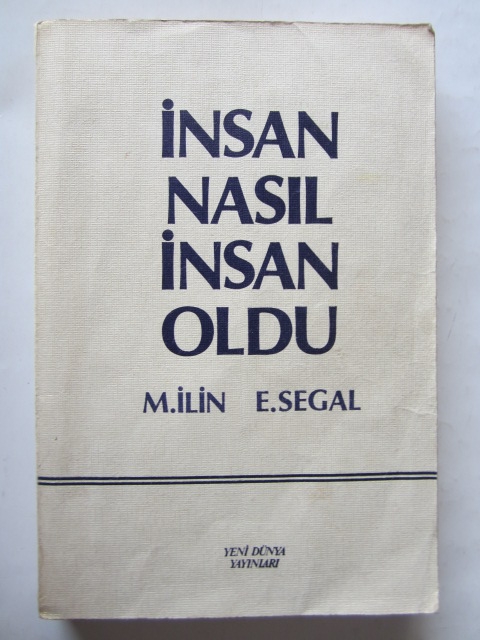 İNSAN
NASIL
İNSAN
OLDU
M.İLİN E.SEGAL
YENİ DÜNYA
YAYINLARI